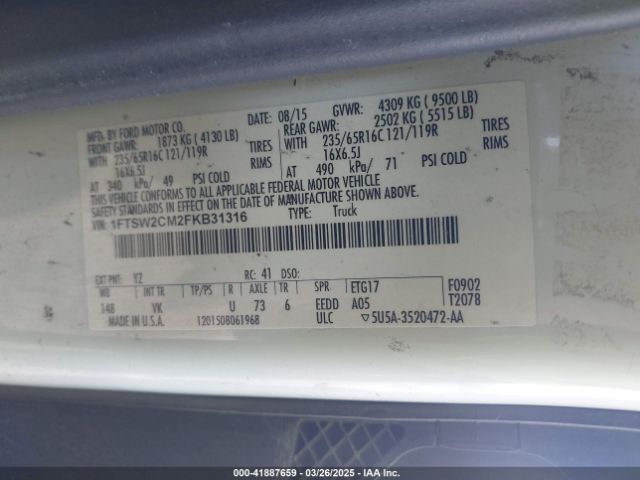 DATE: 08/15 GVWR: 4309 KG ( 9500 LB)
MFD. BY FORD MOTOR CO.
FRONT GAWR: 1873 KG ( 4130 LB) REAR GAWR: 2502 KG ( 5515 LB)
WITH 235/65R16C 121/119R TIRES WITH 235/65R16C 121/119R TIRES
16X6.5J RIMS 16X6.5J RIMS
AT 340 kPa/ 49 PSI COLD AT 490 kPa/ 71 PSI COLD
THIS VEHICLE CONFORMS TO ALL APPLICABLE FEDERAL MOTOR VEHICLE
SAFETY STANDARDS IN EFFECT ON THE DATE OF MANUFACTURE SHOWN ABOVE.
VIN: 1FTSW2CM2FKB31316 TYPE: Truck
EXT PNT: YZ RC: 41 DSO:
WB INT TR TP/PS R AXLE TR SPR ETG17 F0902
148 VK U 73 6 EEDD A05 T2078
MADE IN U.S.A. 1201508061968 ULC ▽5U5A-3520472-AA
00-41887659 — 03/26/2025 — IAA Inc.